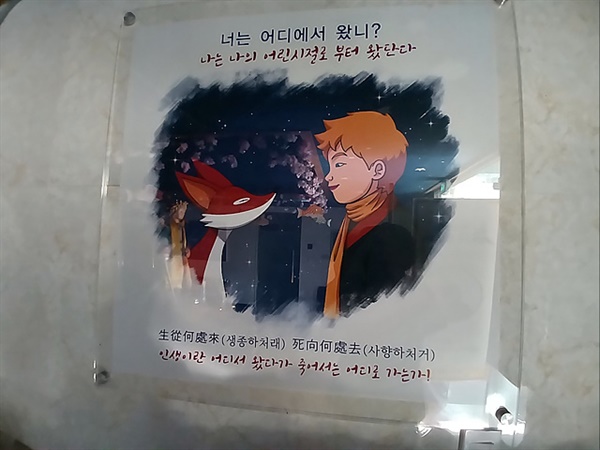 너는 어디에서 왔니?
나는 나의 어린시절로 부터 왔단다
生從何處來(생종하처래) 死向何處去(사향하처거)
인생이란 어디서 왔다가 죽어서는 어디로 가는가!